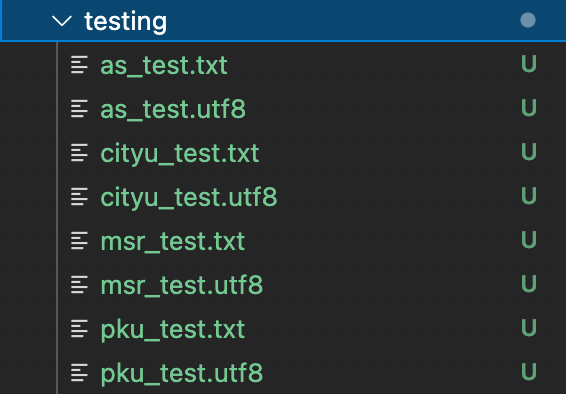 testing
as_test.txt U
as_test.utf8 U
cityu_test.txt U
cityu_test.utf8 U
msr_test.txt U
msr_test.utf8 U
pku_test.txt U
pku_test.utf8 U